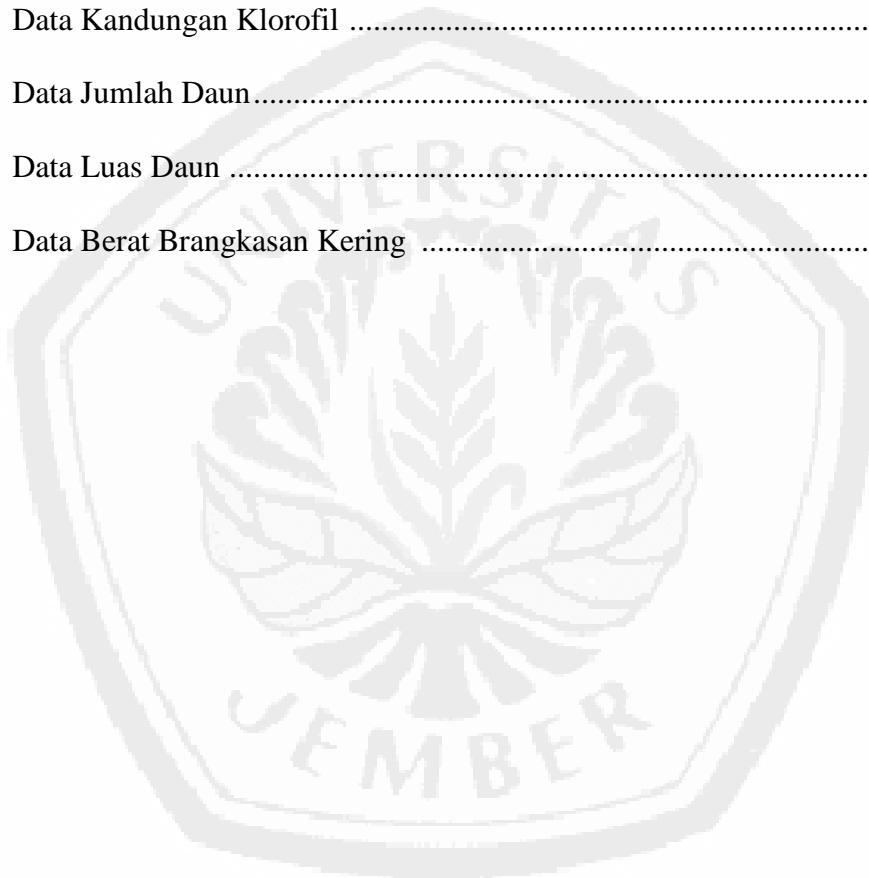 Data Kandungan Klorofil ................................................................
Data Jumlah Daun............................................................................
Data Luas Daun ...............................................................................
Data Berat Brangkasan Kering ........................................................
UNIVERSITAS
JEMBER